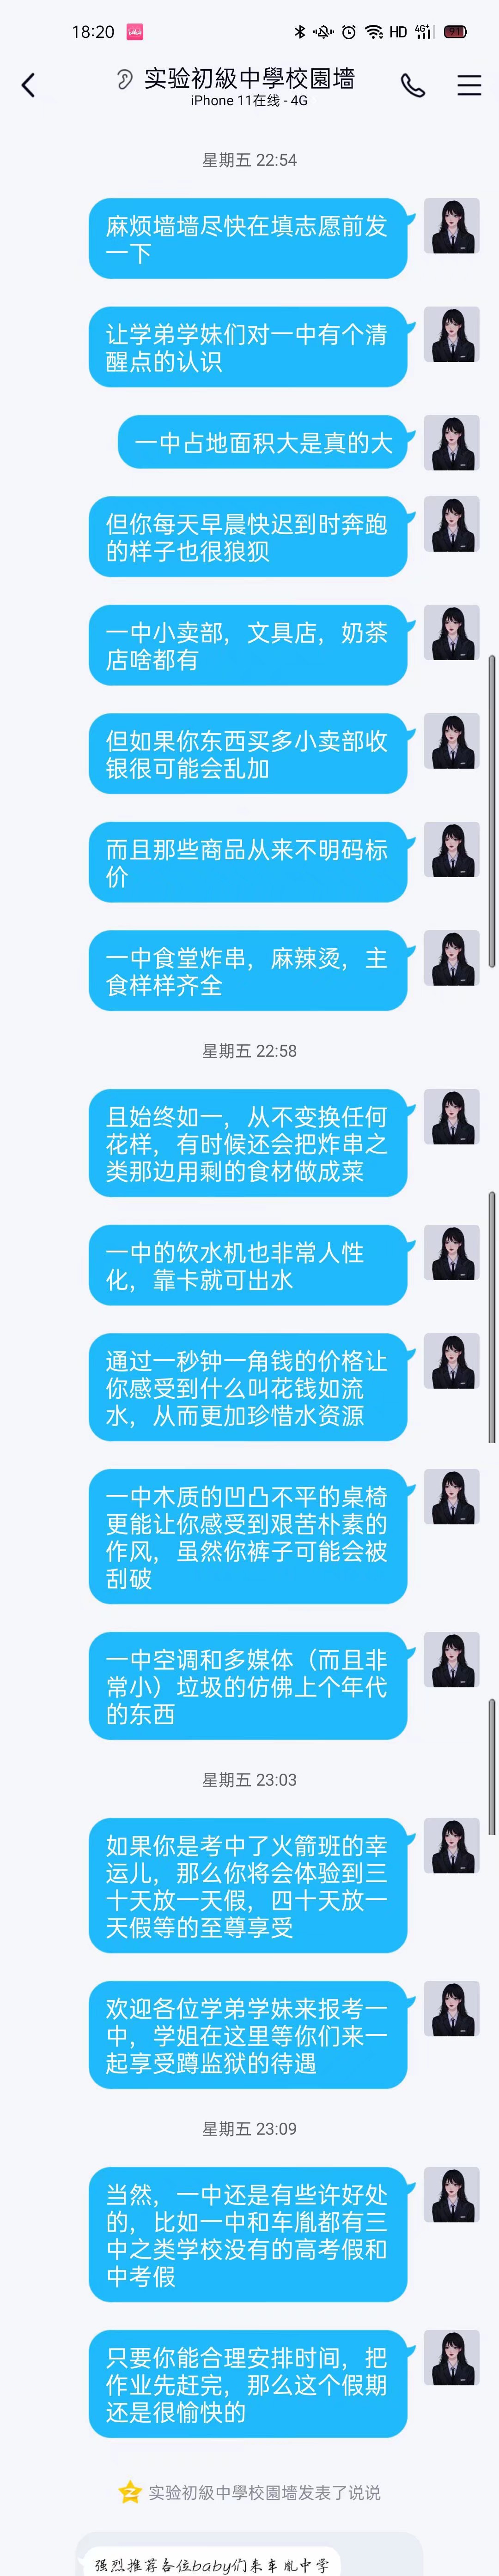 18:20
HD 4G+ 91
实验初級中學校園墻
iPhone 11在线 - 4G
星期五 22:54
麻烦墙墙尽快在填志愿前发
一下
让学弟学妹们对一中有个清
醒点的认识
一中占地面积大是真的大
但你每天早晨快迟到时奔跑
的样子也很狼狈
一中小卖部，文具店，奶茶
店啥都有
但如果你东西买多小卖部收
银很可能会乱加
而且那些商品从来不明码标
价
一中食堂炸串，麻辣烫，主
食样样齐全
星期五 22:58
且始终如一，从不变换任何
花样，有时候还会把炸串之
类那边用剩的食材做成菜
一中的饮水机也非常人性
化，靠卡就可出水
通过一秒钟一角钱的价格让
你感受到什么叫花钱如流
水，从而更加珍惜水资源
一中木质的凹凸不平的桌椅
更能让你感受到艰苦朴素的
作风，虽然你裤子可能会被
刮破
一中空调和多媒体（而且非
常小）垃圾的仿佛上个年代
的东西
星期五 23:03
如果你是考中了火箭班的幸
运儿，那么你将会体验到三
十天放一天假，四十天放一
天假等的至尊享受
欢迎各位学弟学妹来报考一
中，学姐在这里等你们来一
起享受蹲监狱的待遇
星期五 23:09
当然，一中还是有些许好处
的，比如一中和车胤都有三
中之类学校没有的高考假和
中考假
只要你能合理安排时间，把
作业先赶完，那么这个假期
还是很愉快的
实验初級中學校園墻发表了说说
强烈推荐各位baby们来车胤中学